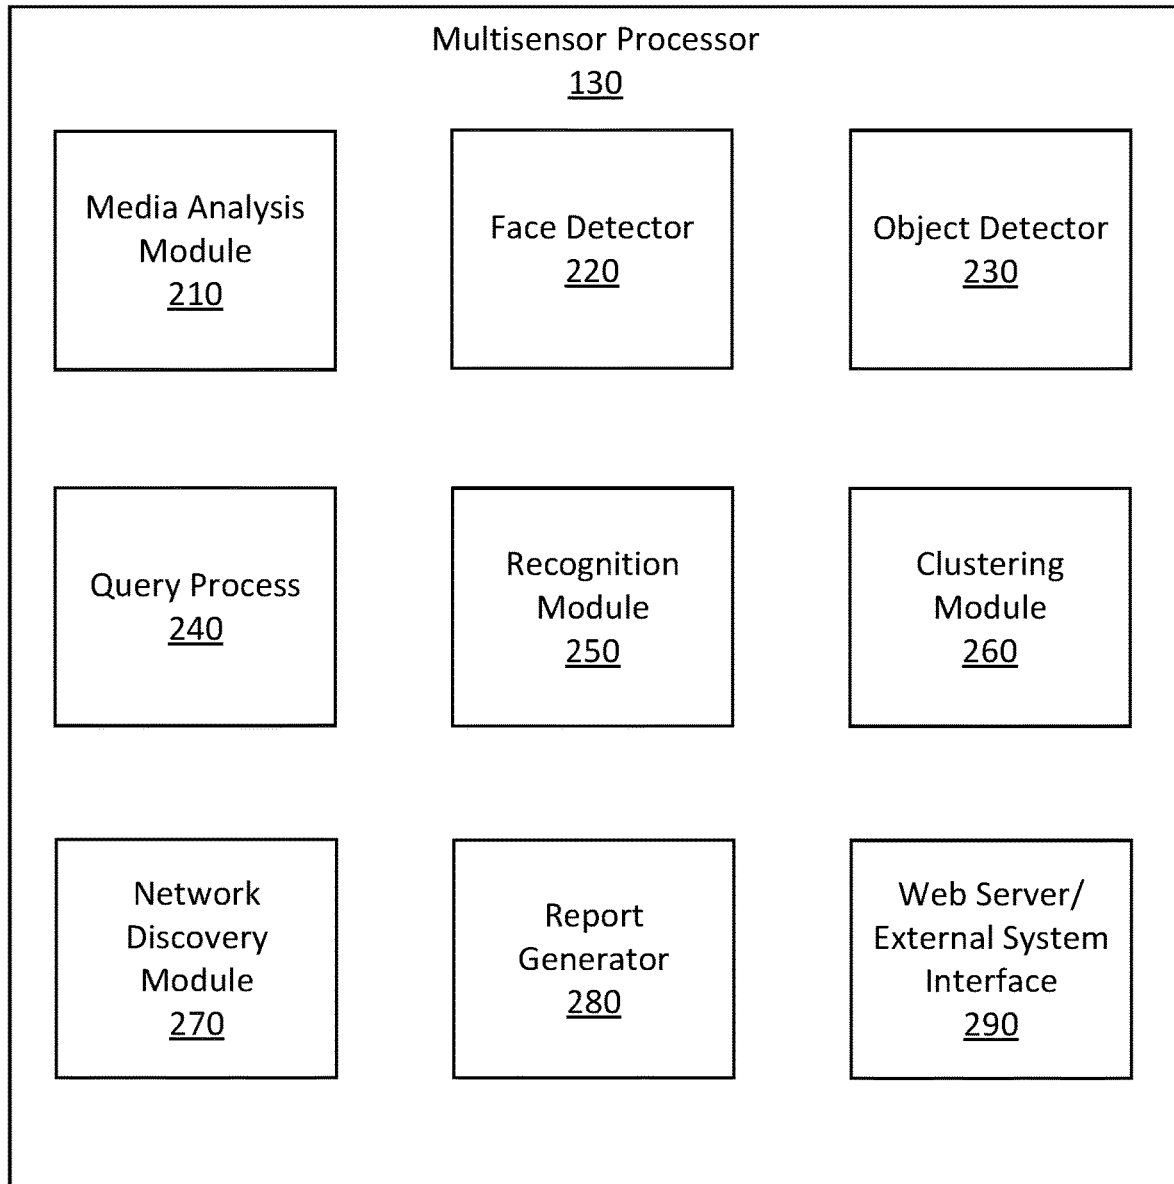 Multisensor Processor
130
Media Analysis
Module
210
Face Detector
220
Object Detector
230
Query Process
240
Recognition
Module
250
Clustering
Module
260
Network
Discovery
Module
270
Report
Generator
280
Web Server/
External System
Interface
290